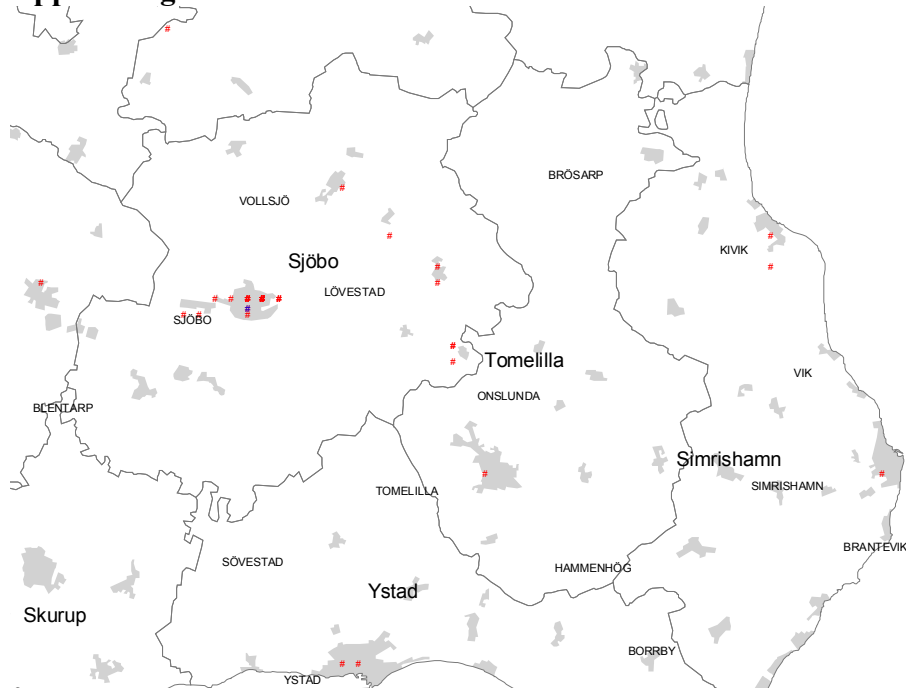 BRÖSARP
VOLLSJÖ
KIVIK
Sjöbo
LÖVESTAD
SJÖBO
Tomelilla
VIK
ONSLUNDA
BLENTARP
Simrishamn
SIMRISHAMN
TOMELILLA
BRANTEVIK
SÖVESTAD
HAMMENHÖG
Ystad
Skurup
BORRBY
YSTAD